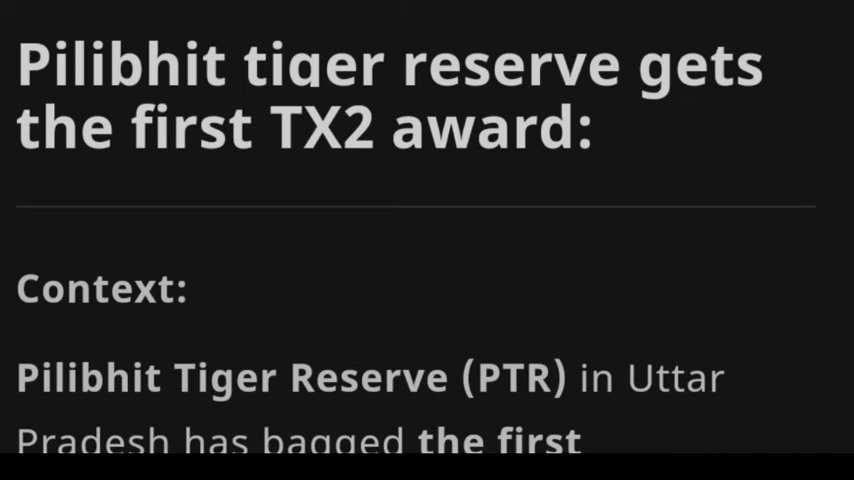 Pilibhit tiger reserve gets
the first TX2 award:
Context:
Pilibhit Tiger Reserve (PTR) in Uttar
Pradesh has bagged the first